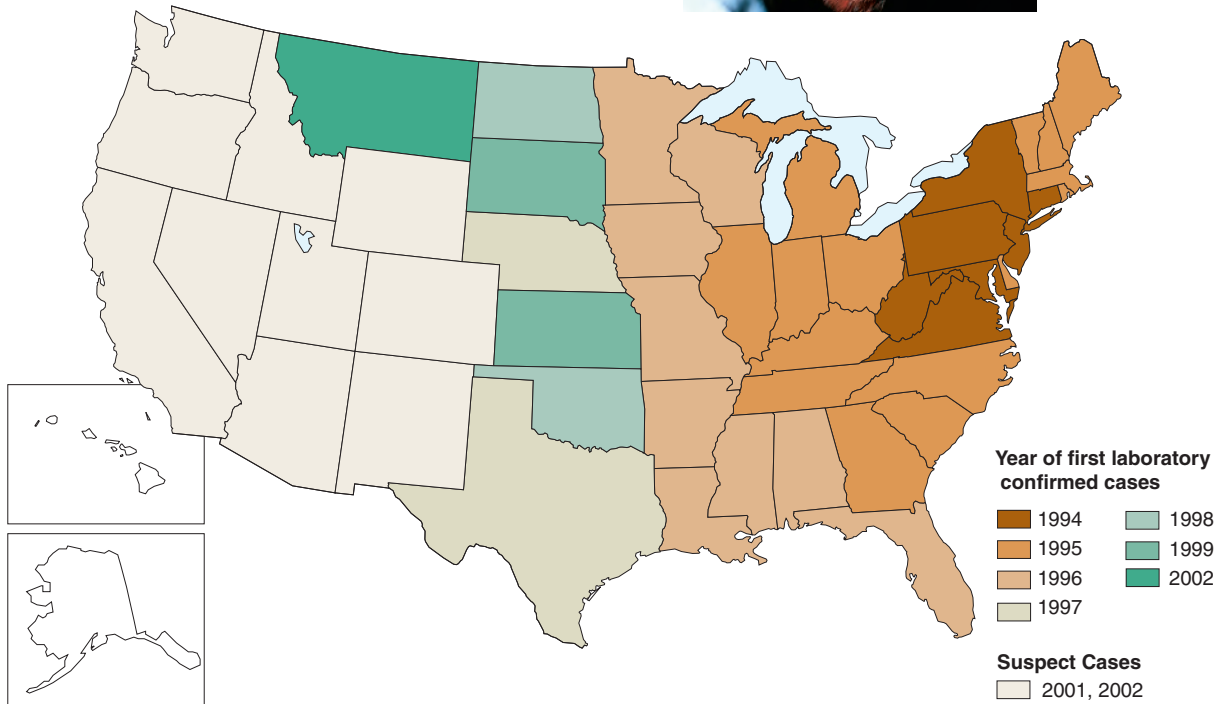 Year of first laboratory
confirmed cases
1994
1995
1996
1997
1998
1999
2002
Suspect Cases
2001, 2002